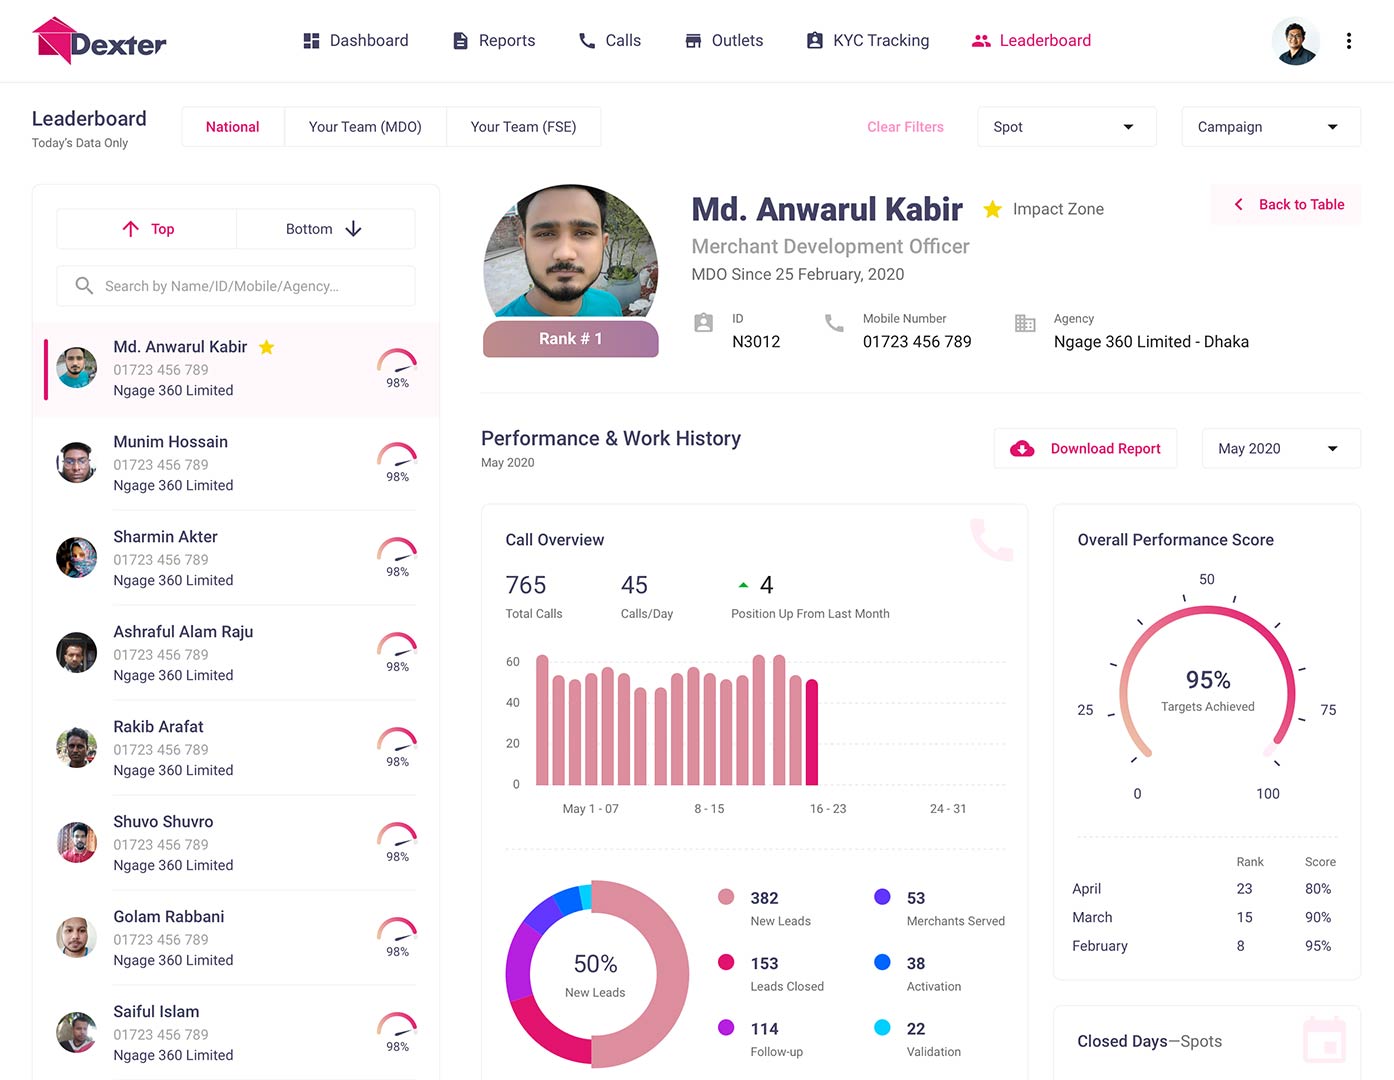 Dexter
Dashboard
Reports
Calls
Outlets
KYC Tracking
Leaderboard
Leaderboard
Today's Data Only
National
Your Team (MDO)
Your Team (FSE)
Clear Filters
Spot
Campaign
Top
Bottom
Search by Name/ID/Mobile/Agency...
Md. Anwarul Kabir
01723 456 789
Ngage 360 Limited
98%
Munim Hossain
01723 456 789
Ngage 360 Limited
98%
Sharmin Akter
01723 456 789
Ngage 360 Limited
98%
Ashraful Alam Raju
01723 456 789
Ngage 360 Limited
98%
Rakib Arafat
01723 456 789
Ngage 360 Limited
98%
Shuvo Shuvro
01723 456 789
Ngage 360 Limited
98%
Golam Rabbani
01723 456 789
Ngage 360 Limited
98%
Saiful Islam
01723 456 789
Ngage 360 Limited
98%
Rank # 1
Md. Anwarul Kabir
Impact Zone
Back to Table
Merchant Development Officer
MDO Since 25 February, 2020
ID
N3012
Mobile Number
01723 456 789
Agency
Ngage 360 Limited - Dhaka
Performance & Work History
May 2020
Download Report
May 2020
Call Overview
765
Total Calls
45
Calls/Day
4
Position Up From Last Month
60
40
20
0
May 1 - 07
8 - 15
16 - 23
24 - 31
50%
New Leads
382
New Leads
53
Merchants Served
153
Leads Closed
38
Activation
114
Follow-up
22
Validation
Overall Performance Score
50
25
75
95%
Targets Achieved
0
100
Rank Score
April 23 80%
March 15 90%
February 8 95%
Closed Days—Spots